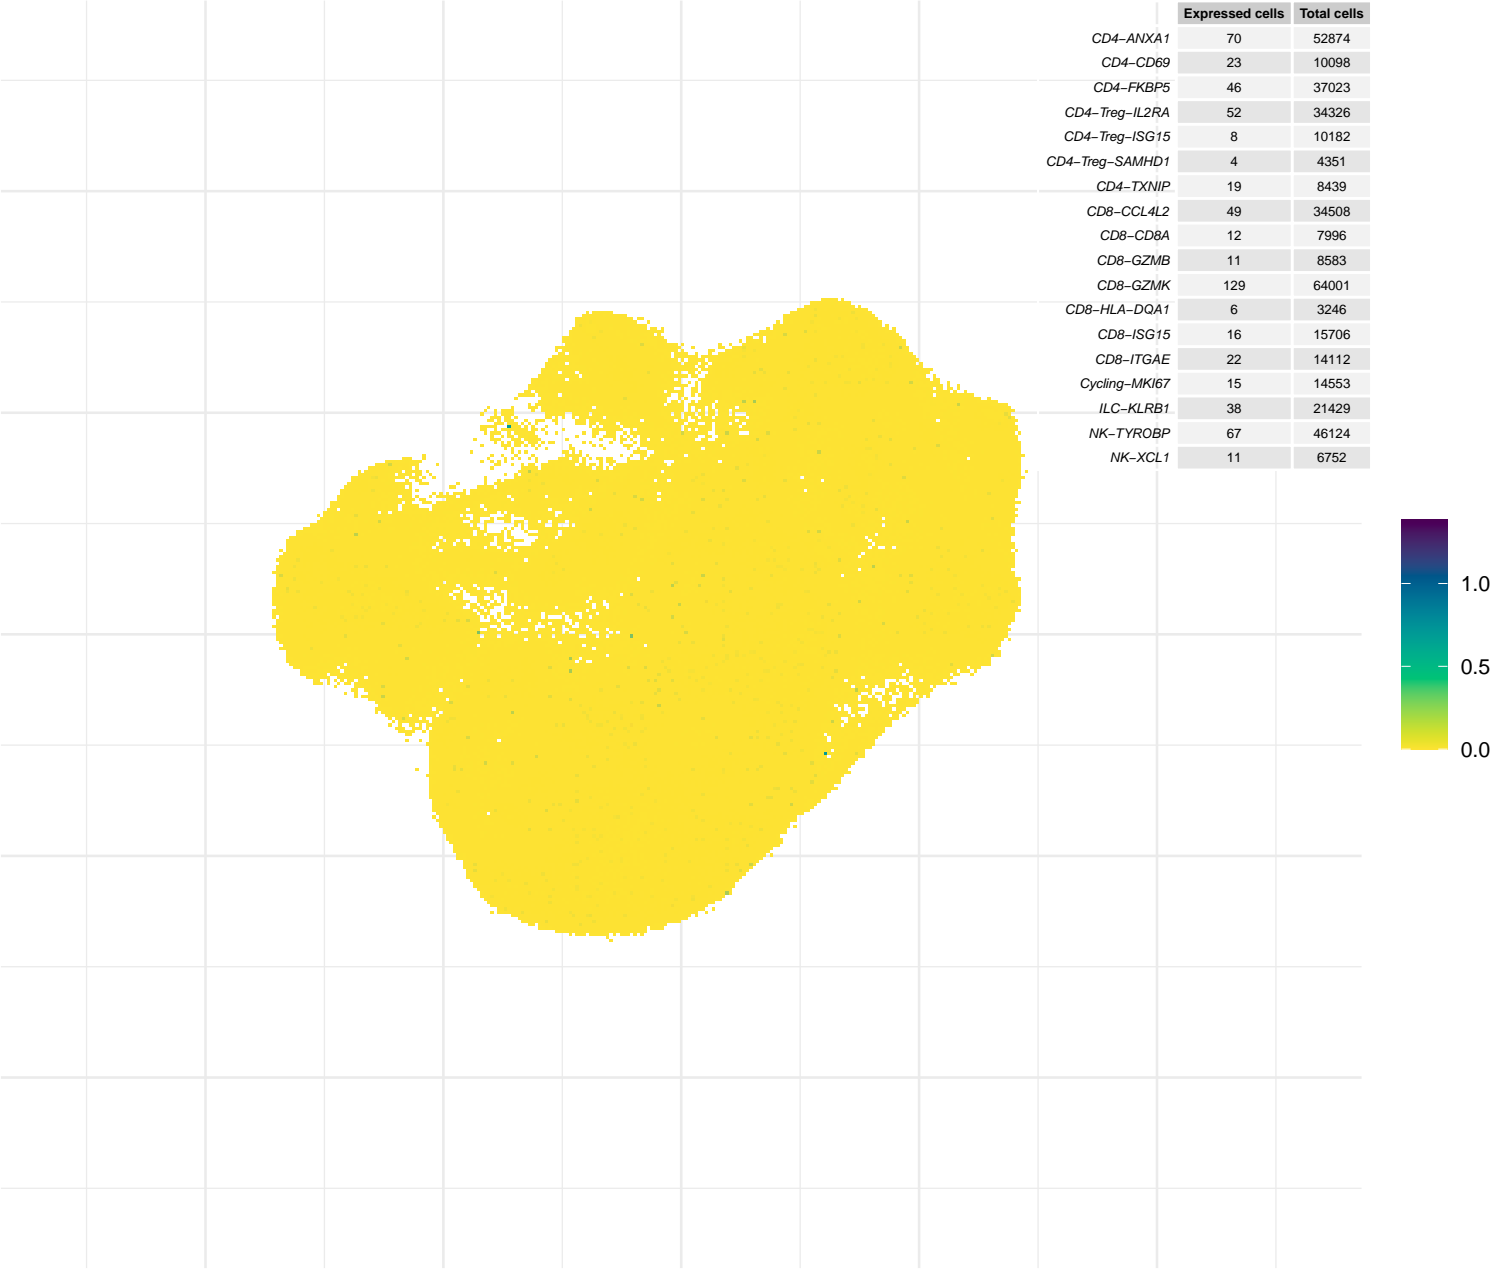 Expressed cells Total cells
CD4−ANXA1 70 52874
CD4−CD69 23 10098
CD4−FKBP5 46 37023
CD4−Treg−IL2RA 52 34326
CD4−Treg−ISG15 8 10182
CD4−Treg−SAMHD1 4 4351
CD4−TXNIP 19 8439
CD8−CCL4L2 49 34508
CD8−CD8A 12 7996
CD8−GZMB 11 8583
CD8−GZMK 129 64001
CD8−HLA−DQA1 6 3246
CD8−ISG15 16 15706
CD8−ITGAE 22 14112
Cycling−MKI67 15 14553
ILC−KLRB1 38 21429
NK−TYROBP 67 46124
NK−XCL1 11 6752
1.0
0.5
0.0